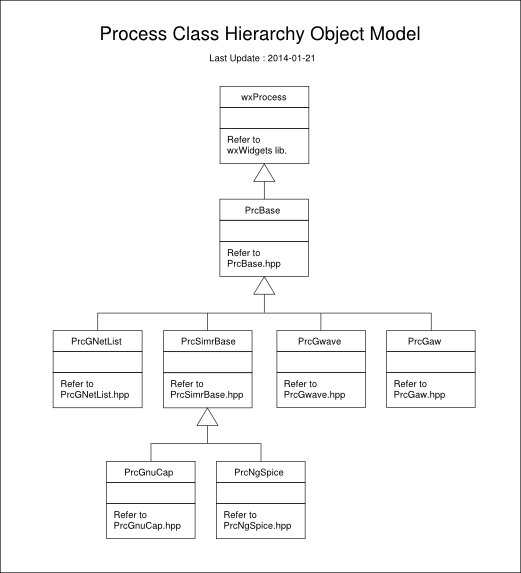 Process Class Hierarchy Object Model
Last Update : 2014-01-21
wxProcess
Refer to
wxWidgets lib.
PrcBase
Refer to
PrcBase.hpp
PrcGNetList
Refer to
PrcGNetList.hpp
PrcSimrBase
Refer to
PrcSimrBase.hpp
PrcGwave
Refer to
PrcGwave.hpp
PrcGaw
Refer to
PrcGaw.hpp
PrcGnuCap
Refer to
PrcGnuCap.hpp
PrcNgSpice
Refer to
PrcNgSpice.hpp